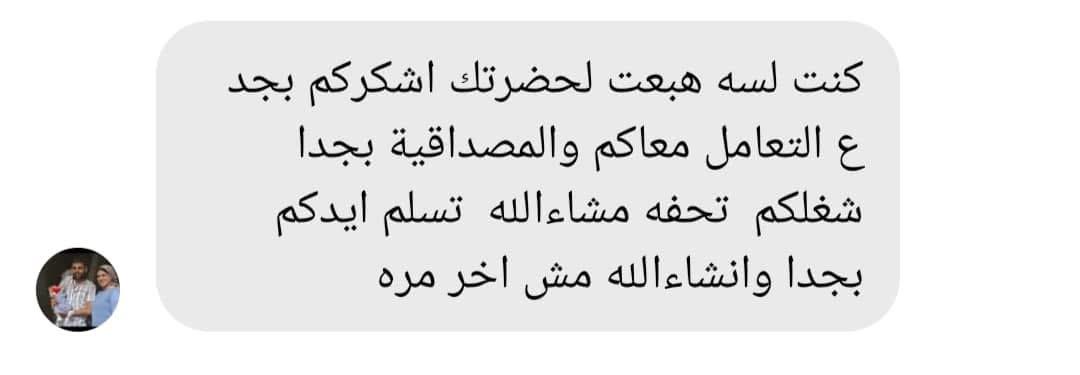 كنت لسه هبعت لحضرتك اشكركم بجد
ع التعامل معاكم والمصداقية بجدا
شغلكم تحفه مشاءالله تسلم ايدكم
بجدا وانشاءالله مش اخر مره